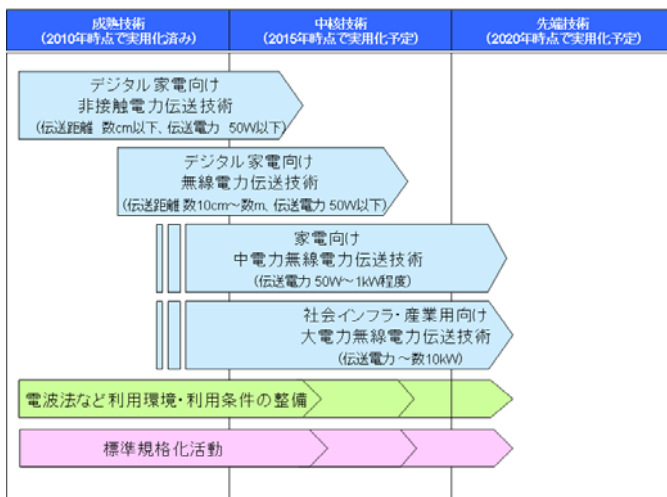 成熟技術
(2010年時点で実用化済み)
中核技術
(2015年時点で実用化予定)
先端技術
(2020年時点で実用化予定)
デジタル家電向け
非接触電力伝送技術
(伝送距離 数cm以下、伝送電力 50W以下)
デジタル家電向け
無線電力伝送技術
(伝送距離 数10cm～数m、伝送電力 50W以下)
家電向け
中電力無線電力伝送技術
(伝送電力 50W～1kW程度)
社会インフラ・産業用向け
大電力無線電力伝送技術
(伝送電力 ～数10kW)
電波法など利用環境・利用条件の整備
標準規格化活動